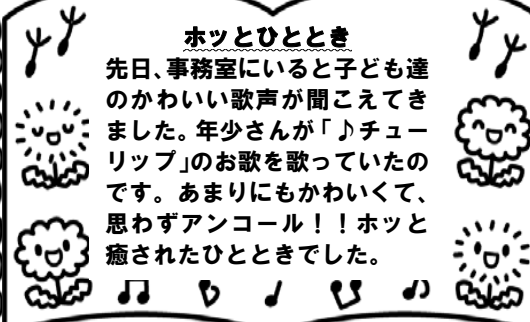 ホッとひととき
先日、事務室にいると子ども達
のかわいい歌声が聞こえてき
ました。年少さんが「♪チュー
リップ」のお歌を歌っていたの
です。あまりにもかわいくて、
思わずアンコール！！ホッと
癒されたひとときでした。